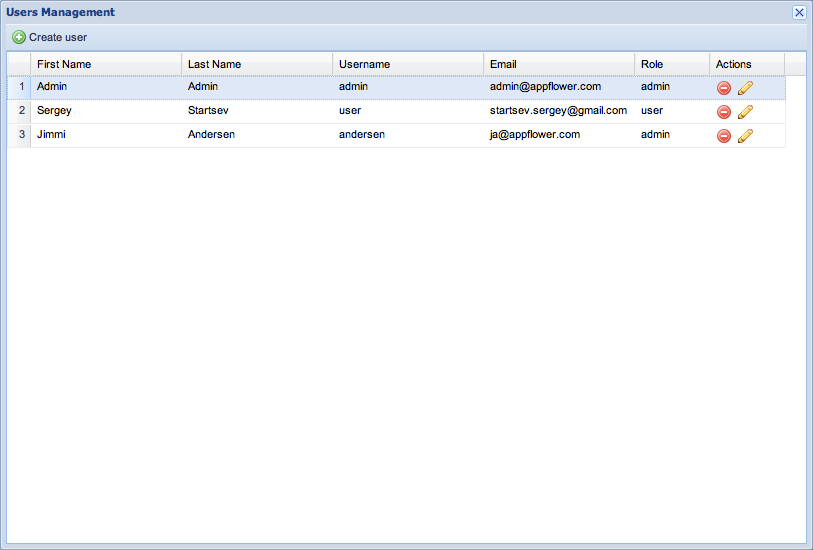 Users Management
Create user
First Name Last Name Username Email Role Actions
1 Admin Admin admin admin@appflower.com admin
2 Sergey Startsev user startsev.sergey@gmail.com user
3 Jimmi Andersen andersen ja@appflower.com admin